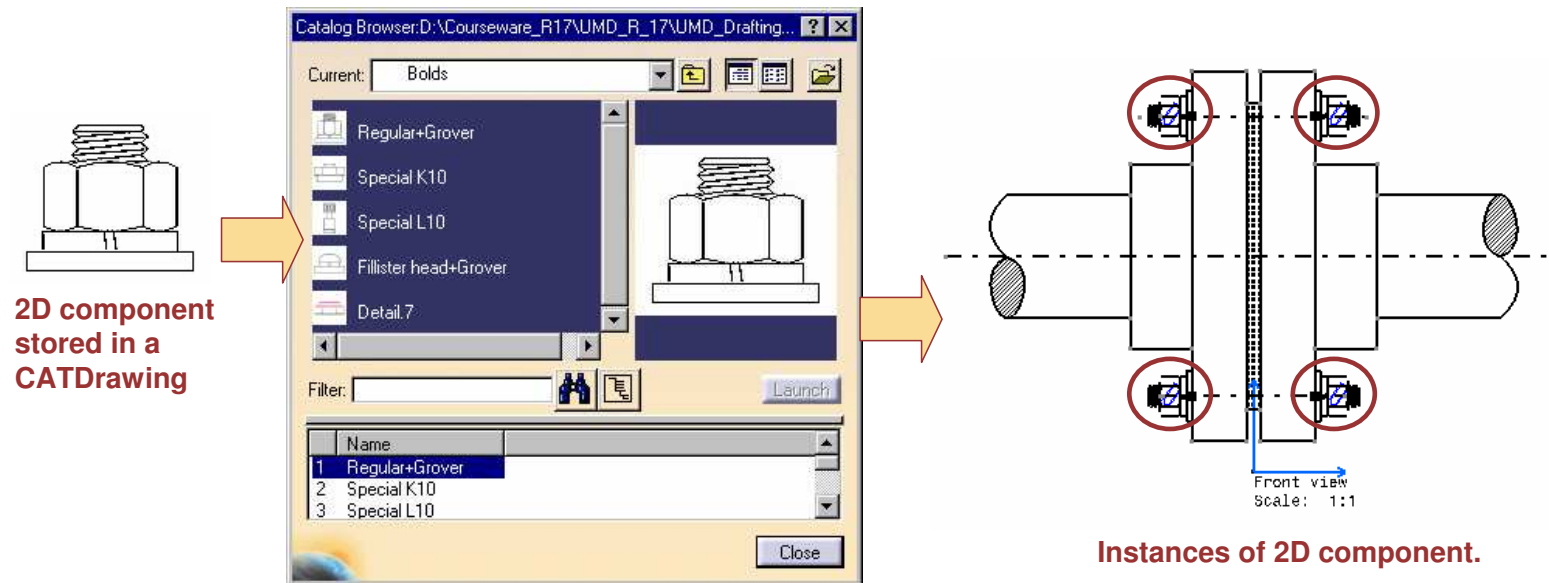 2D component
stored in a
CATDrawing
Catalog Browser:D:\Courseware_R17\UMD_R_17\UMD_Drafting...
Current: Bolds
Regular+Grover
Special K10
Special L10
Fillister head+Grover
Detail.7
Filter:
Launch
Name
1 Regular+Grover
2 Special K10
3 Special L10
Close
Front view
Scale: 1:1
Instances of 2D component.